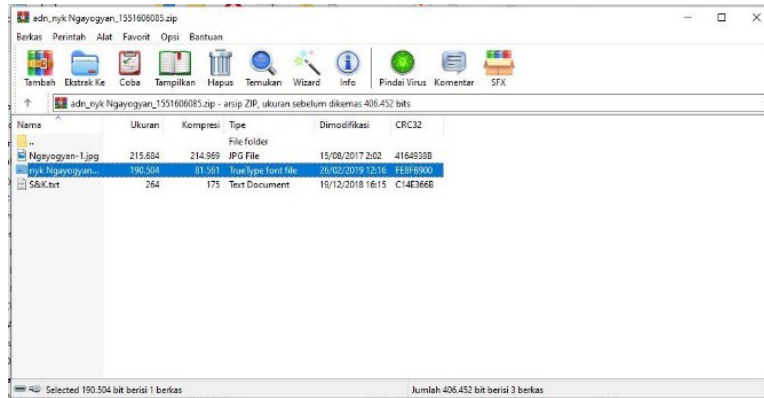 adn_nyk Ngayogyan_1551606085.zip
Berkas Perintah Alat Favorit Opsi Bantuan
Tambah Ekstrak Ke Coba Tampilkan Hapus Temukan Wizard Info Pindai Virus Komentar SFX
adn_nyk Ngayogyan_1551606085.zip - arsip ZIP, ukuran sebelum dikemas 406.452 bits
Nama Ukuran Kompresi Tipe Dimodifikasi CRC32
.. File folder
Ngayogyan-1.jpg 215.684 214.969 JPG File 15/08/2017 2:02 4164938B
nyk Ngayogyan... 190.504 81.561 TrueType font file 26/02/2019 12:16 FE8FB900
S&K.txt 264 175 Text Document 19/12/2018 16:15 C14E366B
Selected 190.504 bit berisi 1 berkas Jumlah 406.452 bit berisi 3 berkas